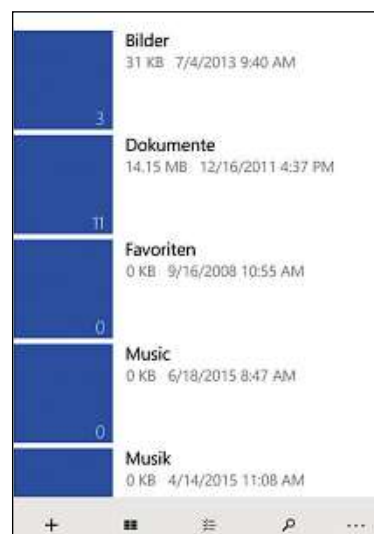 Bilder
31 KB 7/4/2013 9:40 AM
3
Dokumente
14.15 MB 12/16/2011 4:37 PM
11
Favoriten
0 KB 9/16/2008 10:55 AM
0
Music
0 KB 6/18/2015 8:47 AM
0
Musik
0 KB 4/14/2015 11:08 AM